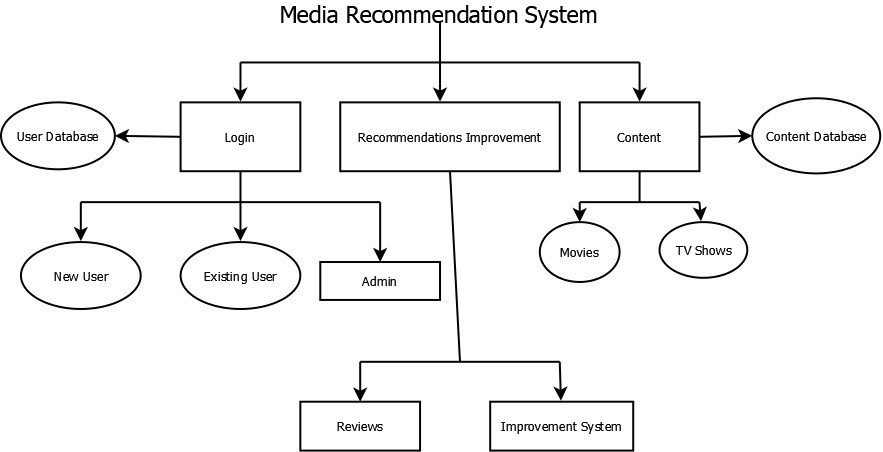 Media Recommendation System
User Database
Login
Recommendations Improvement
Content
Content Database
New User
Existing User
Admin
Movies
TV Shows
Reviews
Improvement System